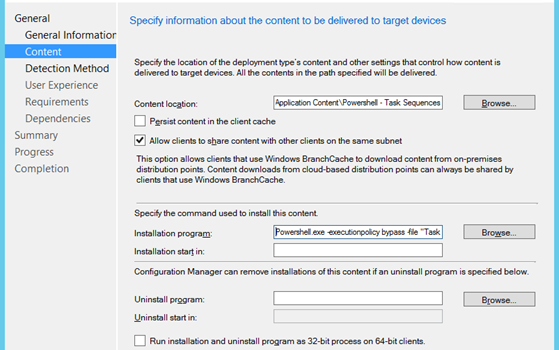 General
General Information
Content
Detection Method
User Experience
Requirements
Dependencies
Summary
Progress
Completion
Specify information about the content to be delivered to target devices
Specify the location of the deployment type's content and other settings that control how content is
delivered to target devices. All the contents in the path specified will be delivered.
Content location:
Application Content\Powershell - Task Sequences
Browse...
Persist content in the client cache
Allow clients to share content with other clients on the same subnet
This option allows clients that use Windows BranchCache to download content from on-premises
distribution points. Content downloads from cloud-based distribution points can always be shared by
clients that use Windows BranchCache.
Specify the command used to install this content.
Installation program:
Powershell.exe -executionpolicy bypass -file "Task
Browse...
Installation start in:
Configuration Manager can remove installations of this content if an uninstall program is specified below.
Uninstall program:
Browse...
Uninstall start in:
Run installation and uninstall program as 32-bit process on 64-bit clients.